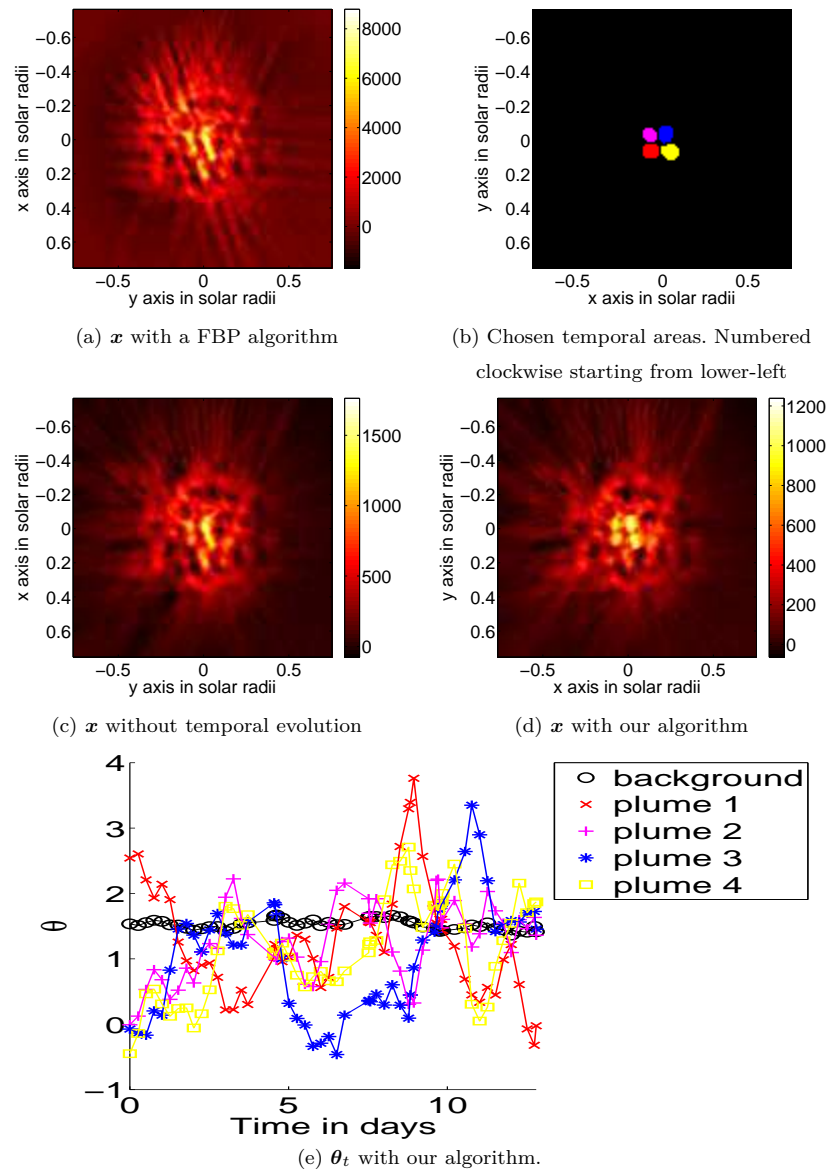 −0.6
−0.4
−0.2
0
0.2
0.4
0.6
x axis in solar radii
−0.5 0 0.5
y axis in solar radii
8000
6000
4000
2000
0
(a) x with a FBP algorithm
−0.6
−0.4
−0.2
0
0.2
0.4
0.6
y axis in solar radii
−0.5 0 0.5
x axis in solar radii
(b) Chosen temporal areas. Numbered
clockwise starting from lower-left
−0.6
−0.4
−0.2
0
0.2
0.4
0.6
x axis in solar radii
−0.5 0 0.5
y axis in solar radii
1500
1000
500
0
(c) x without temporal evolution
−0.6
−0.4
−0.2
0
0.2
0.4
0.6
y axis in solar radii
−0.5 0 0.5
x axis in solar radii
1200
1000
800
600
400
200
0
(d) x with our algorithm
4
3
2
1
0
−1
θ
0 5 10
Time in days
background
plume 1
plume 2
plume 3
plume 4
(e) θt with our algorithm.